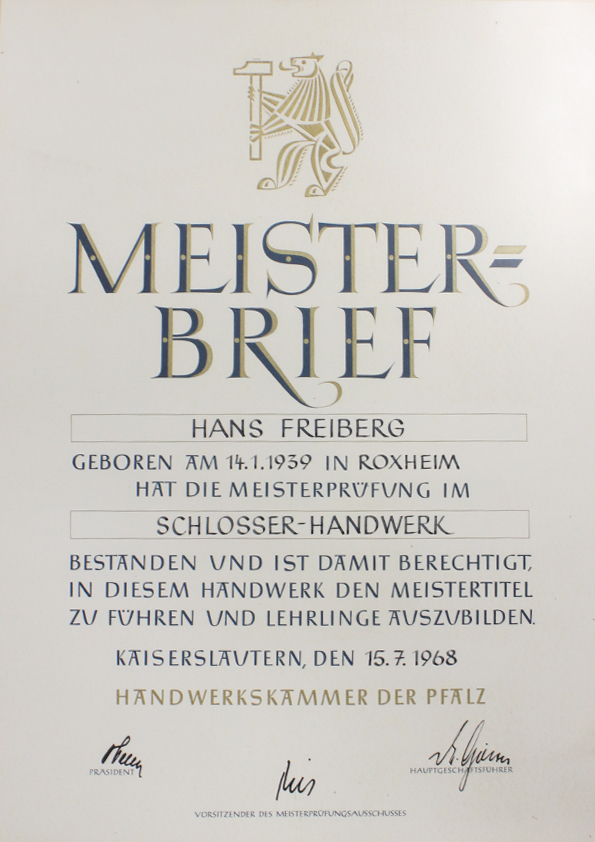 MEISTER=
BRIEF
HANS FREIBERG
GEBOREN AM 14.1.1939 IN ROXHEIM
HAT DIE MEISTERPRÜFUNG IM
SCHLOSSER-HANDWERK
BESTANDEN UND IST DAMIT BERECHTIGT,
IN DIESEM HANDWERK DEN MEISTERTITEL
ZU FÜHREN UND LEHRLINGE AUSZUBILDEN.
KAISERSLAUTERN, DEN 15.7.1968
HANDWERKSKAMMER DER PFALZ
PRÄSIDENT
HAUPTGESCHÄFTSFÜHRER
VORSITZENDER DES MEISTERPRÜFUNGSAUSSCHUSSES